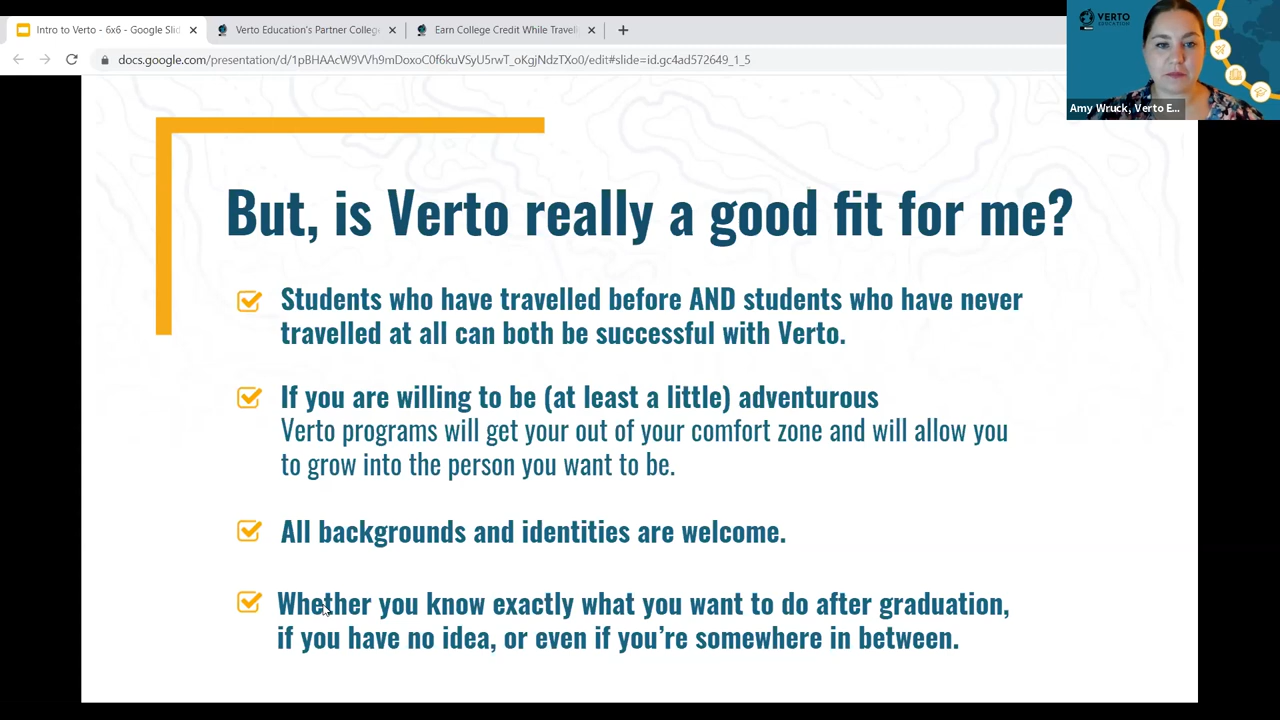 Intro to Verto - 6x6 - Google Slid
Verto Education's Partner College
Earn College Credit While Travell
docs.google.com/presentation/d/1pBHAAcW9VVh9mDoxoC0f6kuVSyU5rwT_oKgjNdzTXo0/edit#slide=id.gc4ad572649_1_5
VERTO
EDUCATION
Amy Wruck, Verto E...
But, is Verto really a good fit for me?
Students who have travelled before AND students who have never
travelled at all can both be successful with Verto.
If you are willing to be (at least a little) adventurous
Verto programs will get your out of your comfort zone and will allow you
to grow into the person you want to be.
All backgrounds and identities are welcome.
Whether you know exactly what you want to do after graduation,
if you have no idea, or even if you're somewhere in between.